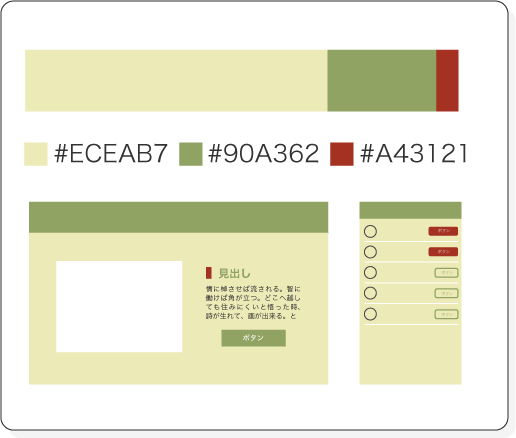 #ECEAB7 #90A362 #A43121
見出し
情に棹させば流される。智に
働けば角が立つ。どこへ越し
ても住みにくいと悟った時、
詩が生れて、画が出来る。と
ボタン
ボタン
ボタン
ボタン
ボタン
ボタン